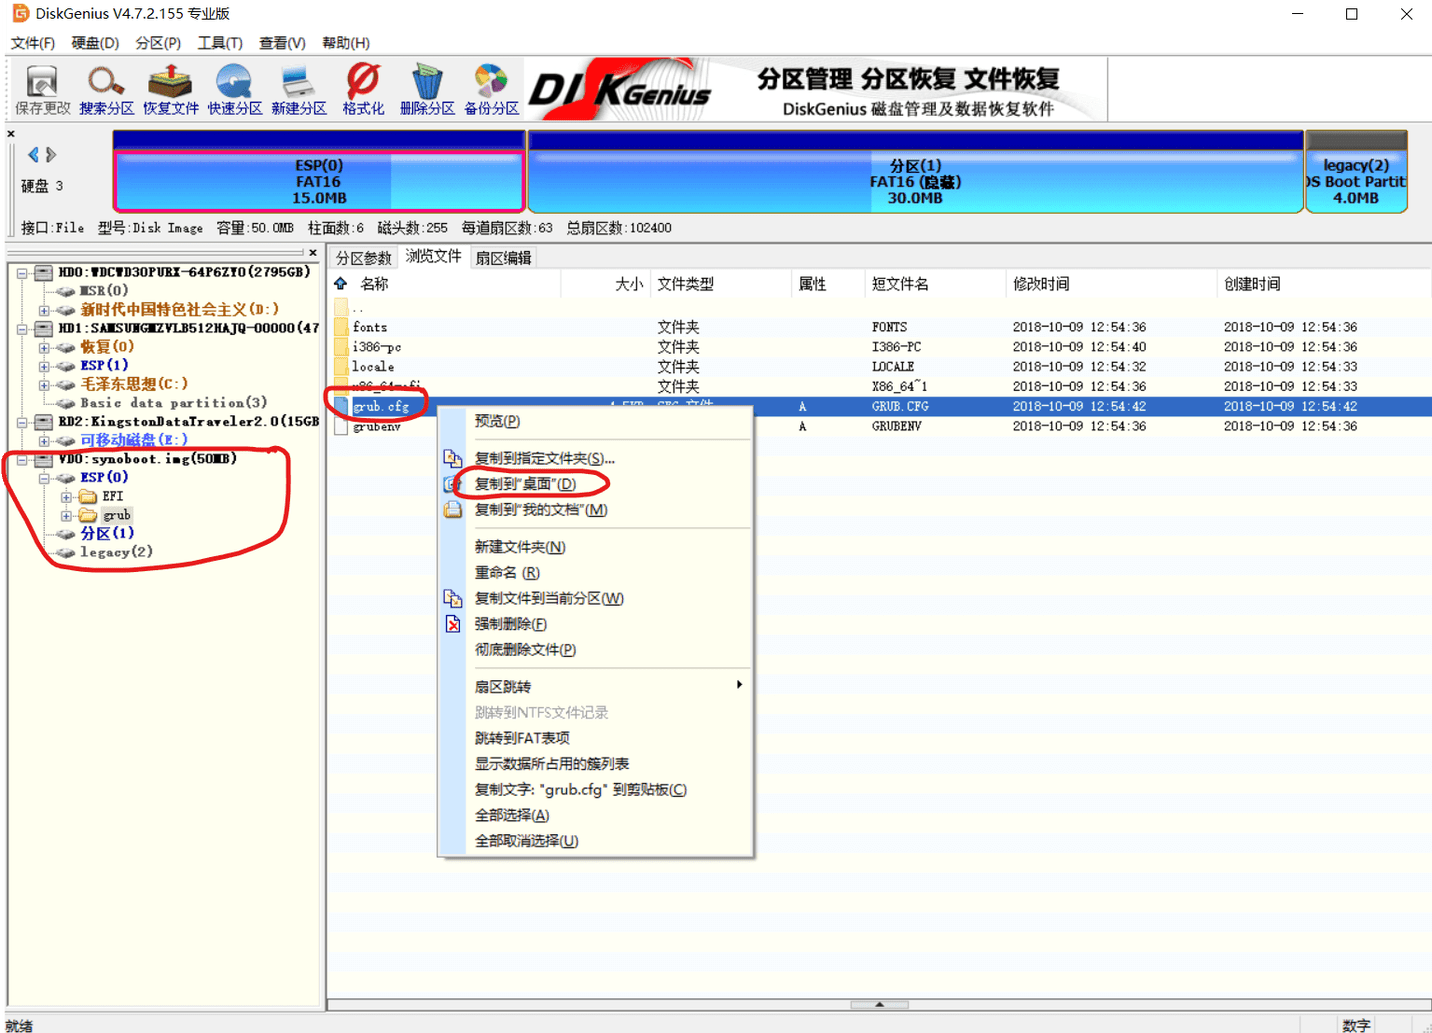 DiskGenius V4.7.2.155 专业版
文件(F) 硬盘(D) 分区(P) 工具(T) 查看(V) 帮助(H)
保存更改 搜索分区 恢复文件 快速分区 新建分区 格式化 删除分区 备份分区
DISKGenius
分区管理 分区恢复 文件恢复
DiskGenius 磁盘管理及数据恢复软件
硬盘 3
ESP(0)
FAT16
15.0MB
分区(1)
FAT16 (隐藏)
30.0MB
legacy(2)
OS Boot Partit
4.0MB
接口:File 型号:Disk Image 容量:50.0MB 柱面数:6 磁头数:255 每道扇区数:63 总扇区数:102400
HD0:WDCWD30PURX-64P6ZY0(2795GB)
MSR(0)
新时代中国特色社会主义(D:)
HD1:SAMSUNGMZVLB512HAJQ-00000(47
恢复(0)
ESP(1)
毛泽东思想(C:)
Basic data partition(3)
RD2:KingstonDataTraveler2.0(15GB
可移动磁盘(E:)
VD0:synoboot.img(50MB)
ESP(0)
EFI
grub
分区(1)
legacy(2)
分区参数 浏览文件 扇区编辑
名称 大小 文件类型 属性 短文件名 修改时间 创建时间
..
fonts 文件夹 FONTS 2018-10-09 12:54:36 2018-10-09 12:54:36
i386-pc 文件夹 I386-PC 2018-10-09 12:54:40 2018-10-09 12:54:36
locale 文件夹 LOCALE 2018-10-09 12:54:32 2018-10-09 12:54:33
x86_64-efi 文件夹 X86_64~1 2018-10-09 12:54:36 2018-10-09 12:54:33
grub.cfg 4.5KB CFG 文件 A GRUB.CFG 2018-10-09 12:54:42 2018-10-09 12:54:42
grubenv A GRUBENV 2018-10-09 12:54:36 2018-10-09 12:54:36
预览(P)
复制到指定文件夹(S)...
复制到"桌面"(D)
复制到"我的文档"(M)
新建文件夹(N)
重命名 (R)
复制文件到当前分区(W)
强制删除(F)
彻底删除文件(P)
扇区跳转
跳转到NTFS文件记录
跳转到FAT表项
显示数据所占用的簇列表
复制文字: "grub.cfg" 到剪贴板(C)
全部选择(A)
全部取消选择(U)
就绪
数字